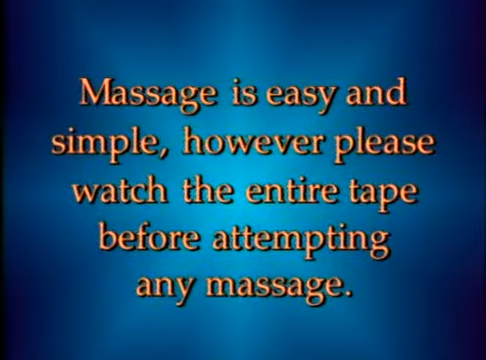 Massage is easy and
simple, however please
watch the entire tape
before attempting
any massage.